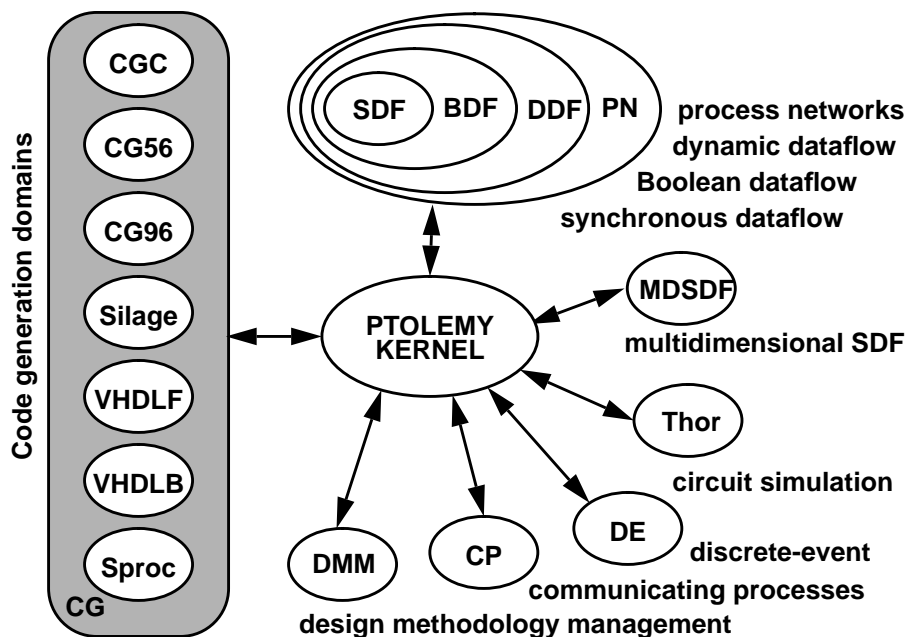 Code generation domains
CGC
CG56
CG96
Silage
VHDLF
VHDLB
Sproc
CG
SDF BDF DDF PN
process networks
dynamic dataflow
Boolean dataflow
synchronous dataflow
PTOLEMY
KERNEL
MDSDF
multidimensional SDF
Thor
circuit simulation
DE
discrete-event
CP
communicating processes
DMM
design methodology management